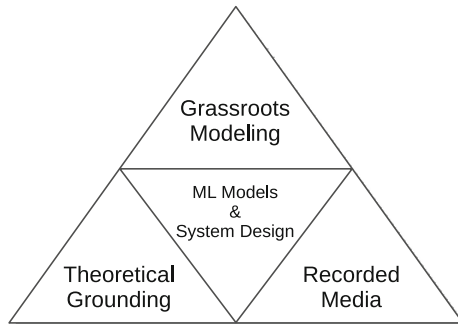 Grassroots
Modeling
ML Models
&
System Design
Theoretical
Grounding
Recorded
Media